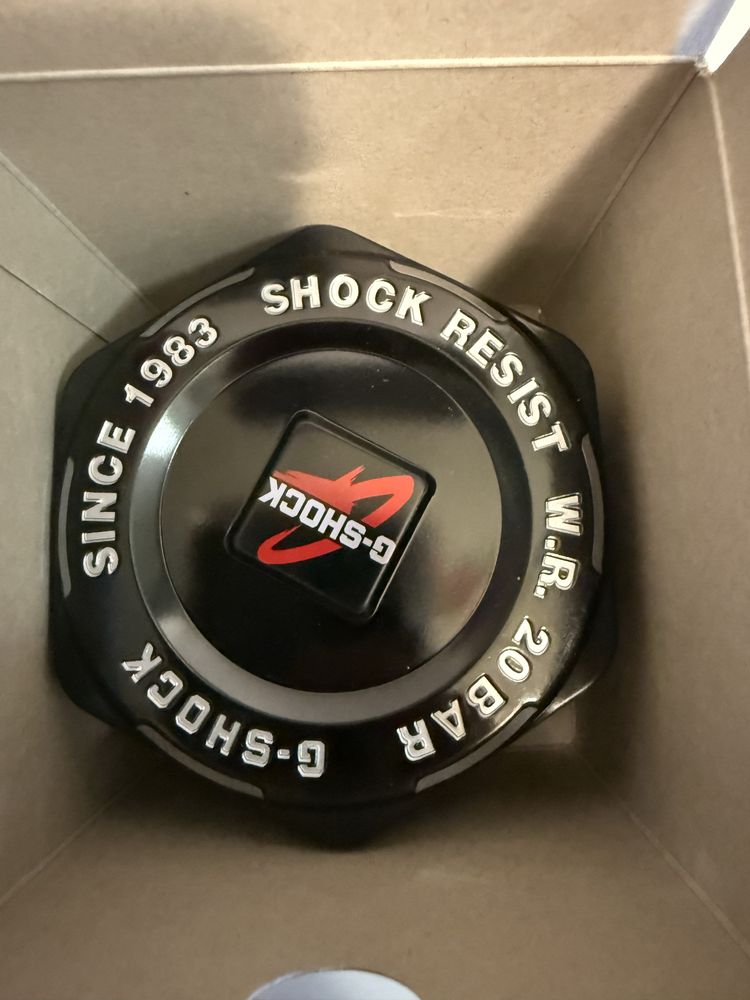 G-SHOCK
SINCE 1983
SHOCK RESIST
W.R. 20BAR
G-SHOCK